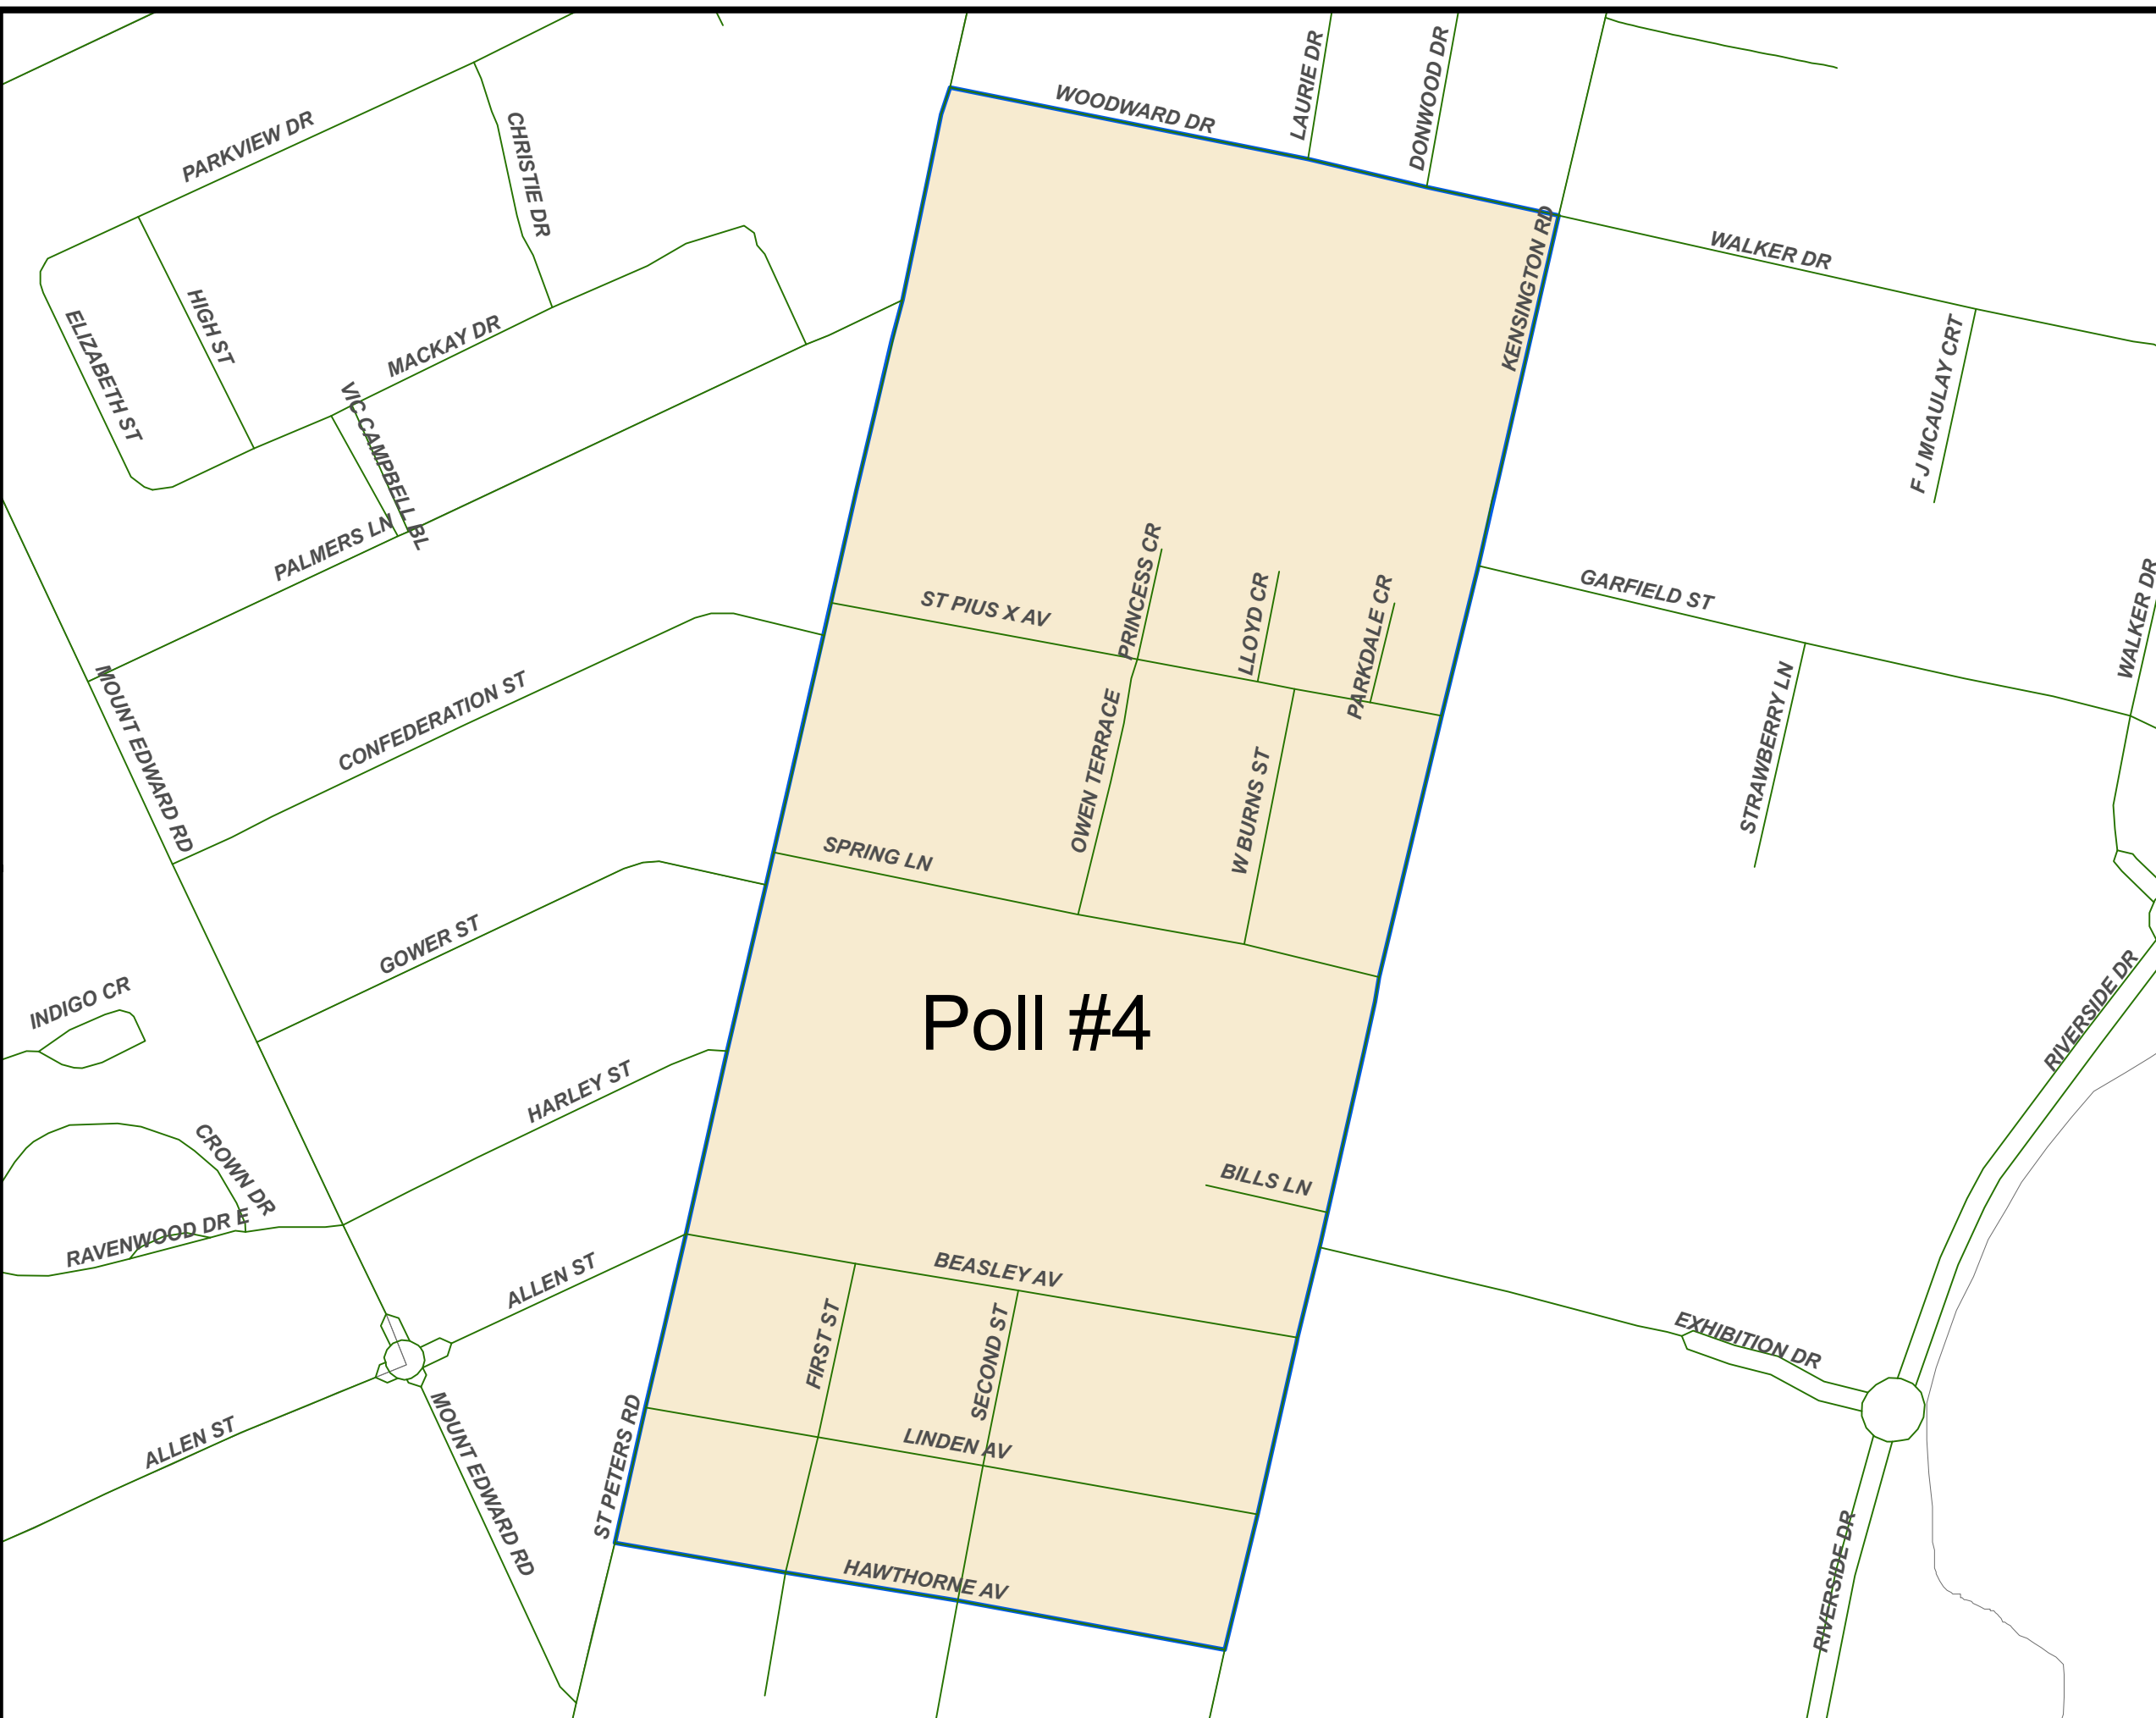 LAURIE DR
DONWOOD DR
WOODWARD DR
PARKVIEW DR
CHRISTIE DR
KENSINGTON RD
WALKER DR
HIGH ST
ELIZABETH ST
MACKAY DR
F J MCAULAY CRT
VIC CAMPBELL BL
PALMERS LN
PRINCESS CR
LLOYD CR
PARKDALE CR
ST PIUS X AV
GARFIELD ST
WALKER DR
MOUNT EDWARD RD
CONFEDERATION ST
OWEN TERRACE
W BURNS ST
STRAWBERRY LN
SPRING LN
GOWER ST
INDIGO CR
Poll #4
RIVERSIDE DR
HARLEY ST
CROWN DR
BILLS LN
RAVENWOOD DR E
ALLEN ST
BEASLEY AV
FIRST ST
SECOND ST
EXHIBITION DR
ALLEN ST
MOUNT EDWARD RD
ST PETERS RD
LINDEN AV
HAWTHORNE AV
RIVERSIDE DR